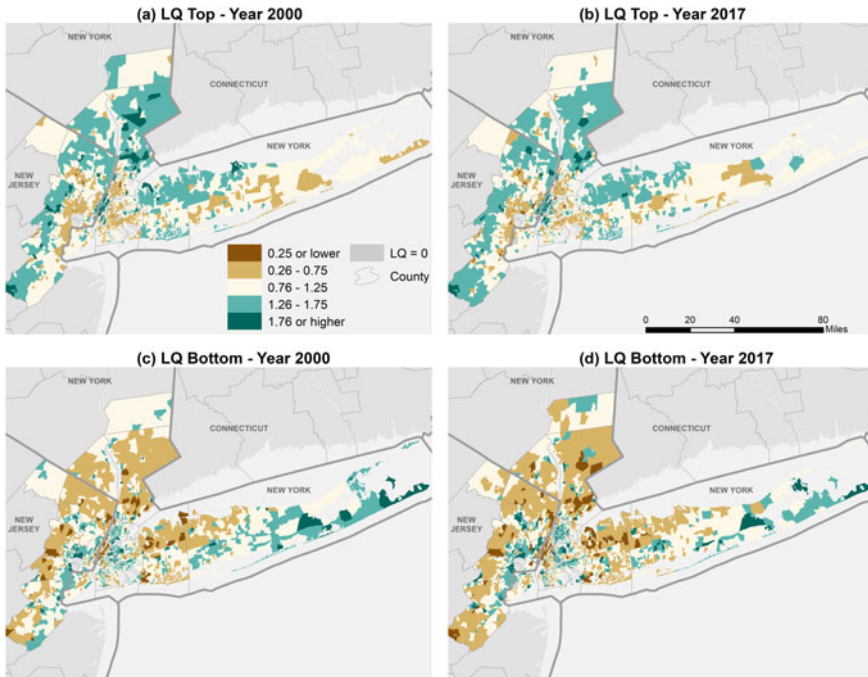 (a) LQ Top - Year 2000
NEW YORK
CONNECTICUT
NEW YORK
NEW
JERSEY
0.25 or lower
0.26 - 0.75
0.76 - 1.25
1.26 - 1.75
1.76 or higher
LQ = 0
County
(b) LQ Top - Year 2017
NEW YORK
CONNECTICUT
NEW YORK
NEW
JERSEY
0 20 40 80
Miles
(c) LQ Bottom - Year 2000
NEW YORK
CONNECTICUT
NEW YORK
NEW
JERSEY
(d) LQ Bottom - Year 2017
NEW YORK
CONNECTICUT
NEW YORK
NEW
JERSEY